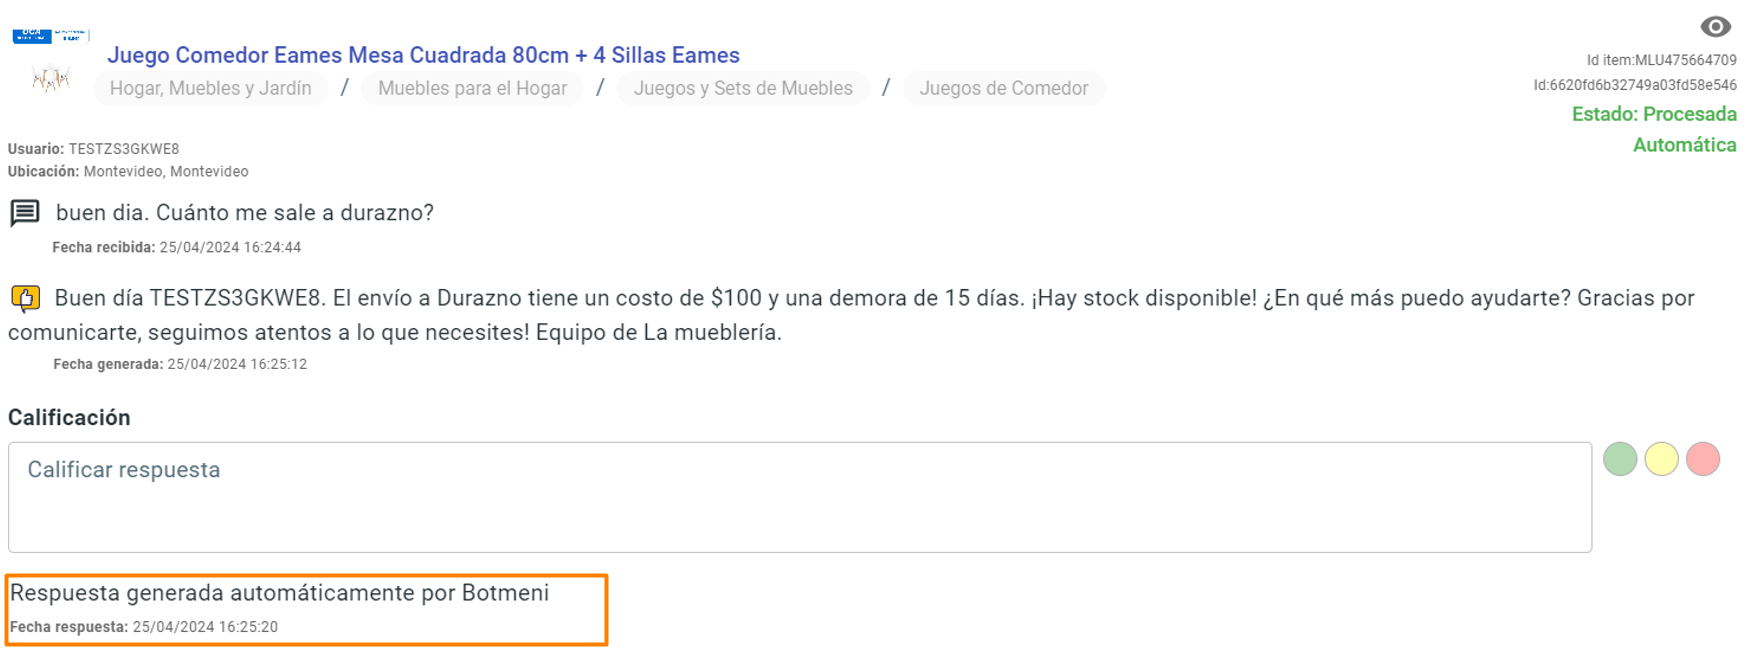 OCA
Juego Comedor Eames Mesa Cuadrada 80cm + 4 Sillas Eames
Hogar, Muebles y Jardín / Muebles para el Hogar / Juegos y Sets de Muebles / Juegos de Comedor
Id item:MLU475664709
Id:6620fd6b32749a03fd58e546
Estado: Procesada
Automática
Usuario: TESTZS3GKWE8
Ubicación: Montevideo, Montevideo
buen dia. Cuánto me sale a durazno?
Fecha recibida: 25/04/2024 16:24:44
Buen día TESTZS3GKWE8. El envío a Durazno tiene un costo de $100 y una demora de 15 días. ¡Hay stock disponible! ¿En qué más puedo ayudarte? Gracias por
comunicarte, seguimos atentos a lo que necesites! Equipo de La mueblería.
Fecha generada: 25/04/2024 16:25:12
Calificación
Calificar respuesta
Respuesta generada automáticamente por Botmeni
Fecha respuesta: 25/04/2024 16:25:20